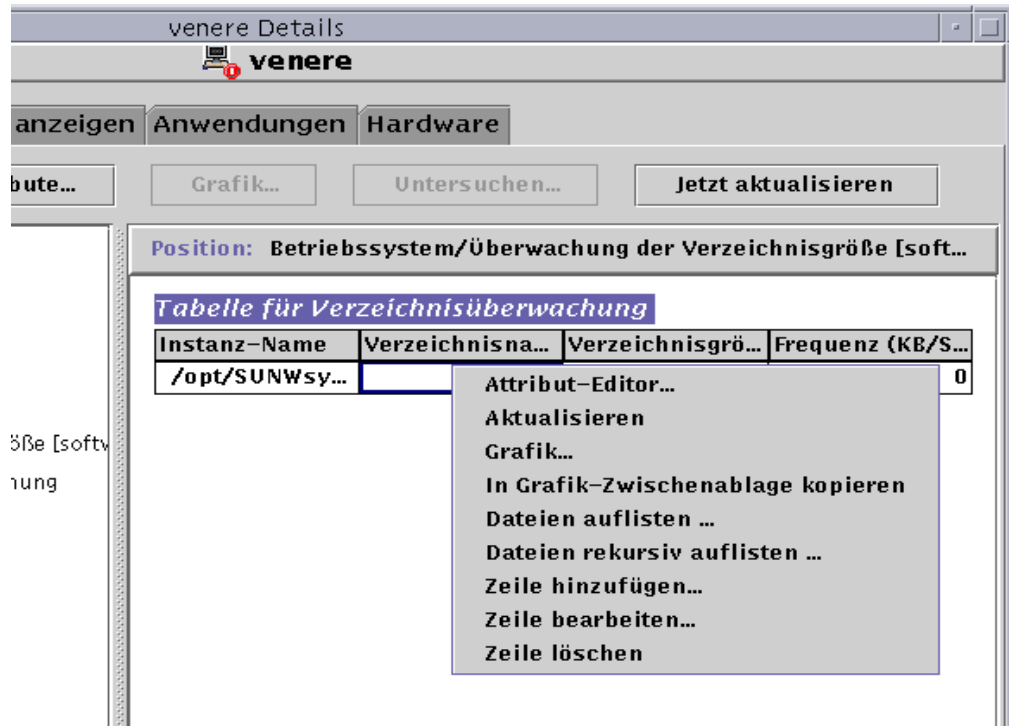 venere Details
venere
anzeigen Anwendungen Hardware
bute... Grafik... Untersuchen... Jetzt aktualisieren
Position: Betriebssystem/Überwachung der Verzeichnisgröße [soft...
Tabelle für Verzeichnisüberwachung
Instanz-Name Verzeichnisna... Verzeichnisgrö... Frequenz (KB/S...
/opt/SUNWsy... 0
Attribut-Editor...
Aktualisieren
öße [softw
Grafik...
nung
In Grafik-Zwischenablage kopieren
Dateien auflisten ...
Dateien rekursiv auflisten ...
Zeile hinzufügen...
Zeile bearbeiten...
Zeile löschen